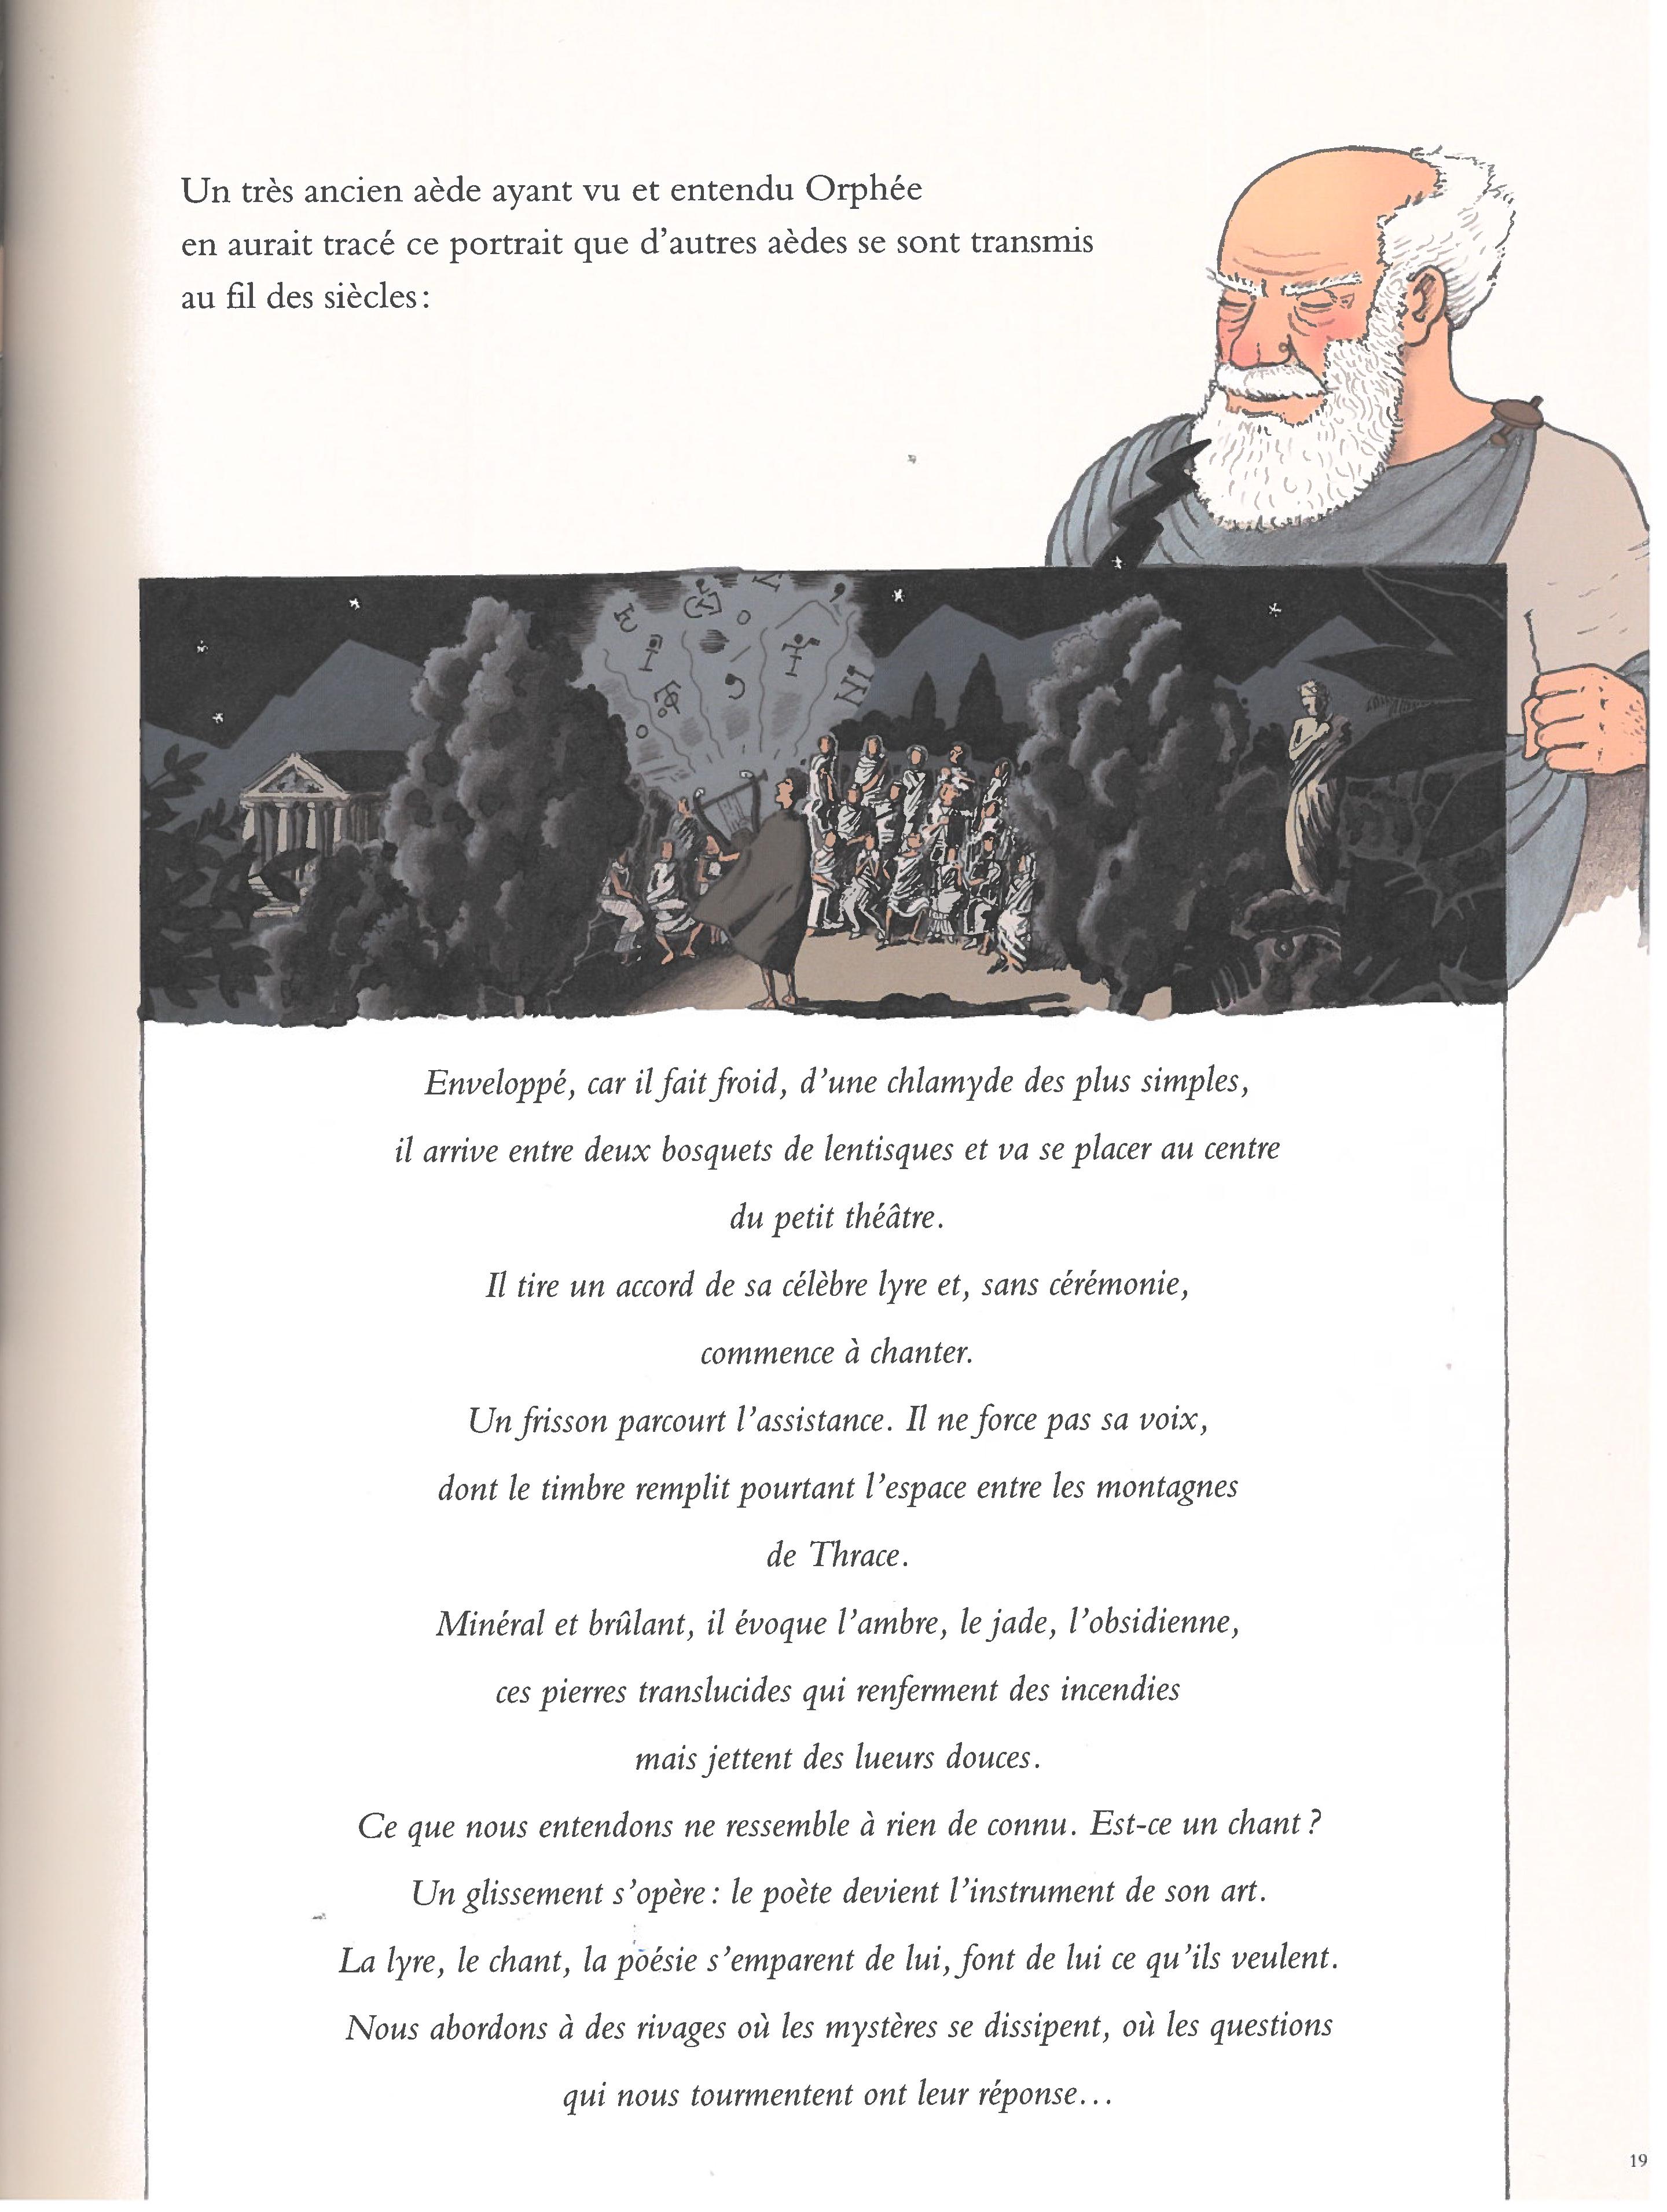 Un très ancien aède ayant vu et entendu Orphée
en aurait tracé ce portrait que d'autres aèdes se sont transmis
au fil des siècles :
Enveloppé, car il fait froid, d'une chlamyde des plus simples,
il arrive entre deux bosquets de lentisques et va se placer au centre
du petit théâtre.
Il tire un accord de sa célèbre lyre et, sans cérémonie,
commence à chanter.
Un frisson parcourt l'assistance. Il ne force pas sa voix,
dont le timbre remplit pourtant l'espace entre les montagnes
de Thrace.
Minéral et brûlant, il évoque l'ambre, le jade, l'obsidienne,
ces pierres translucides qui renferment des incendies
mais jettent des lueurs douces.
Ce que nous entendons ne ressemble à rien de connu. Est-ce un chant ?
Un glissement s'opère : le poète devient l'instrument de son art.
La lyre, le chant, la poésie s'emparent de lui, font de lui ce qu'ils veulent.
Nous abordons à des rivages où les mystères se dissipent, où les questions
qui nous tourmentent ont leur réponse...
19